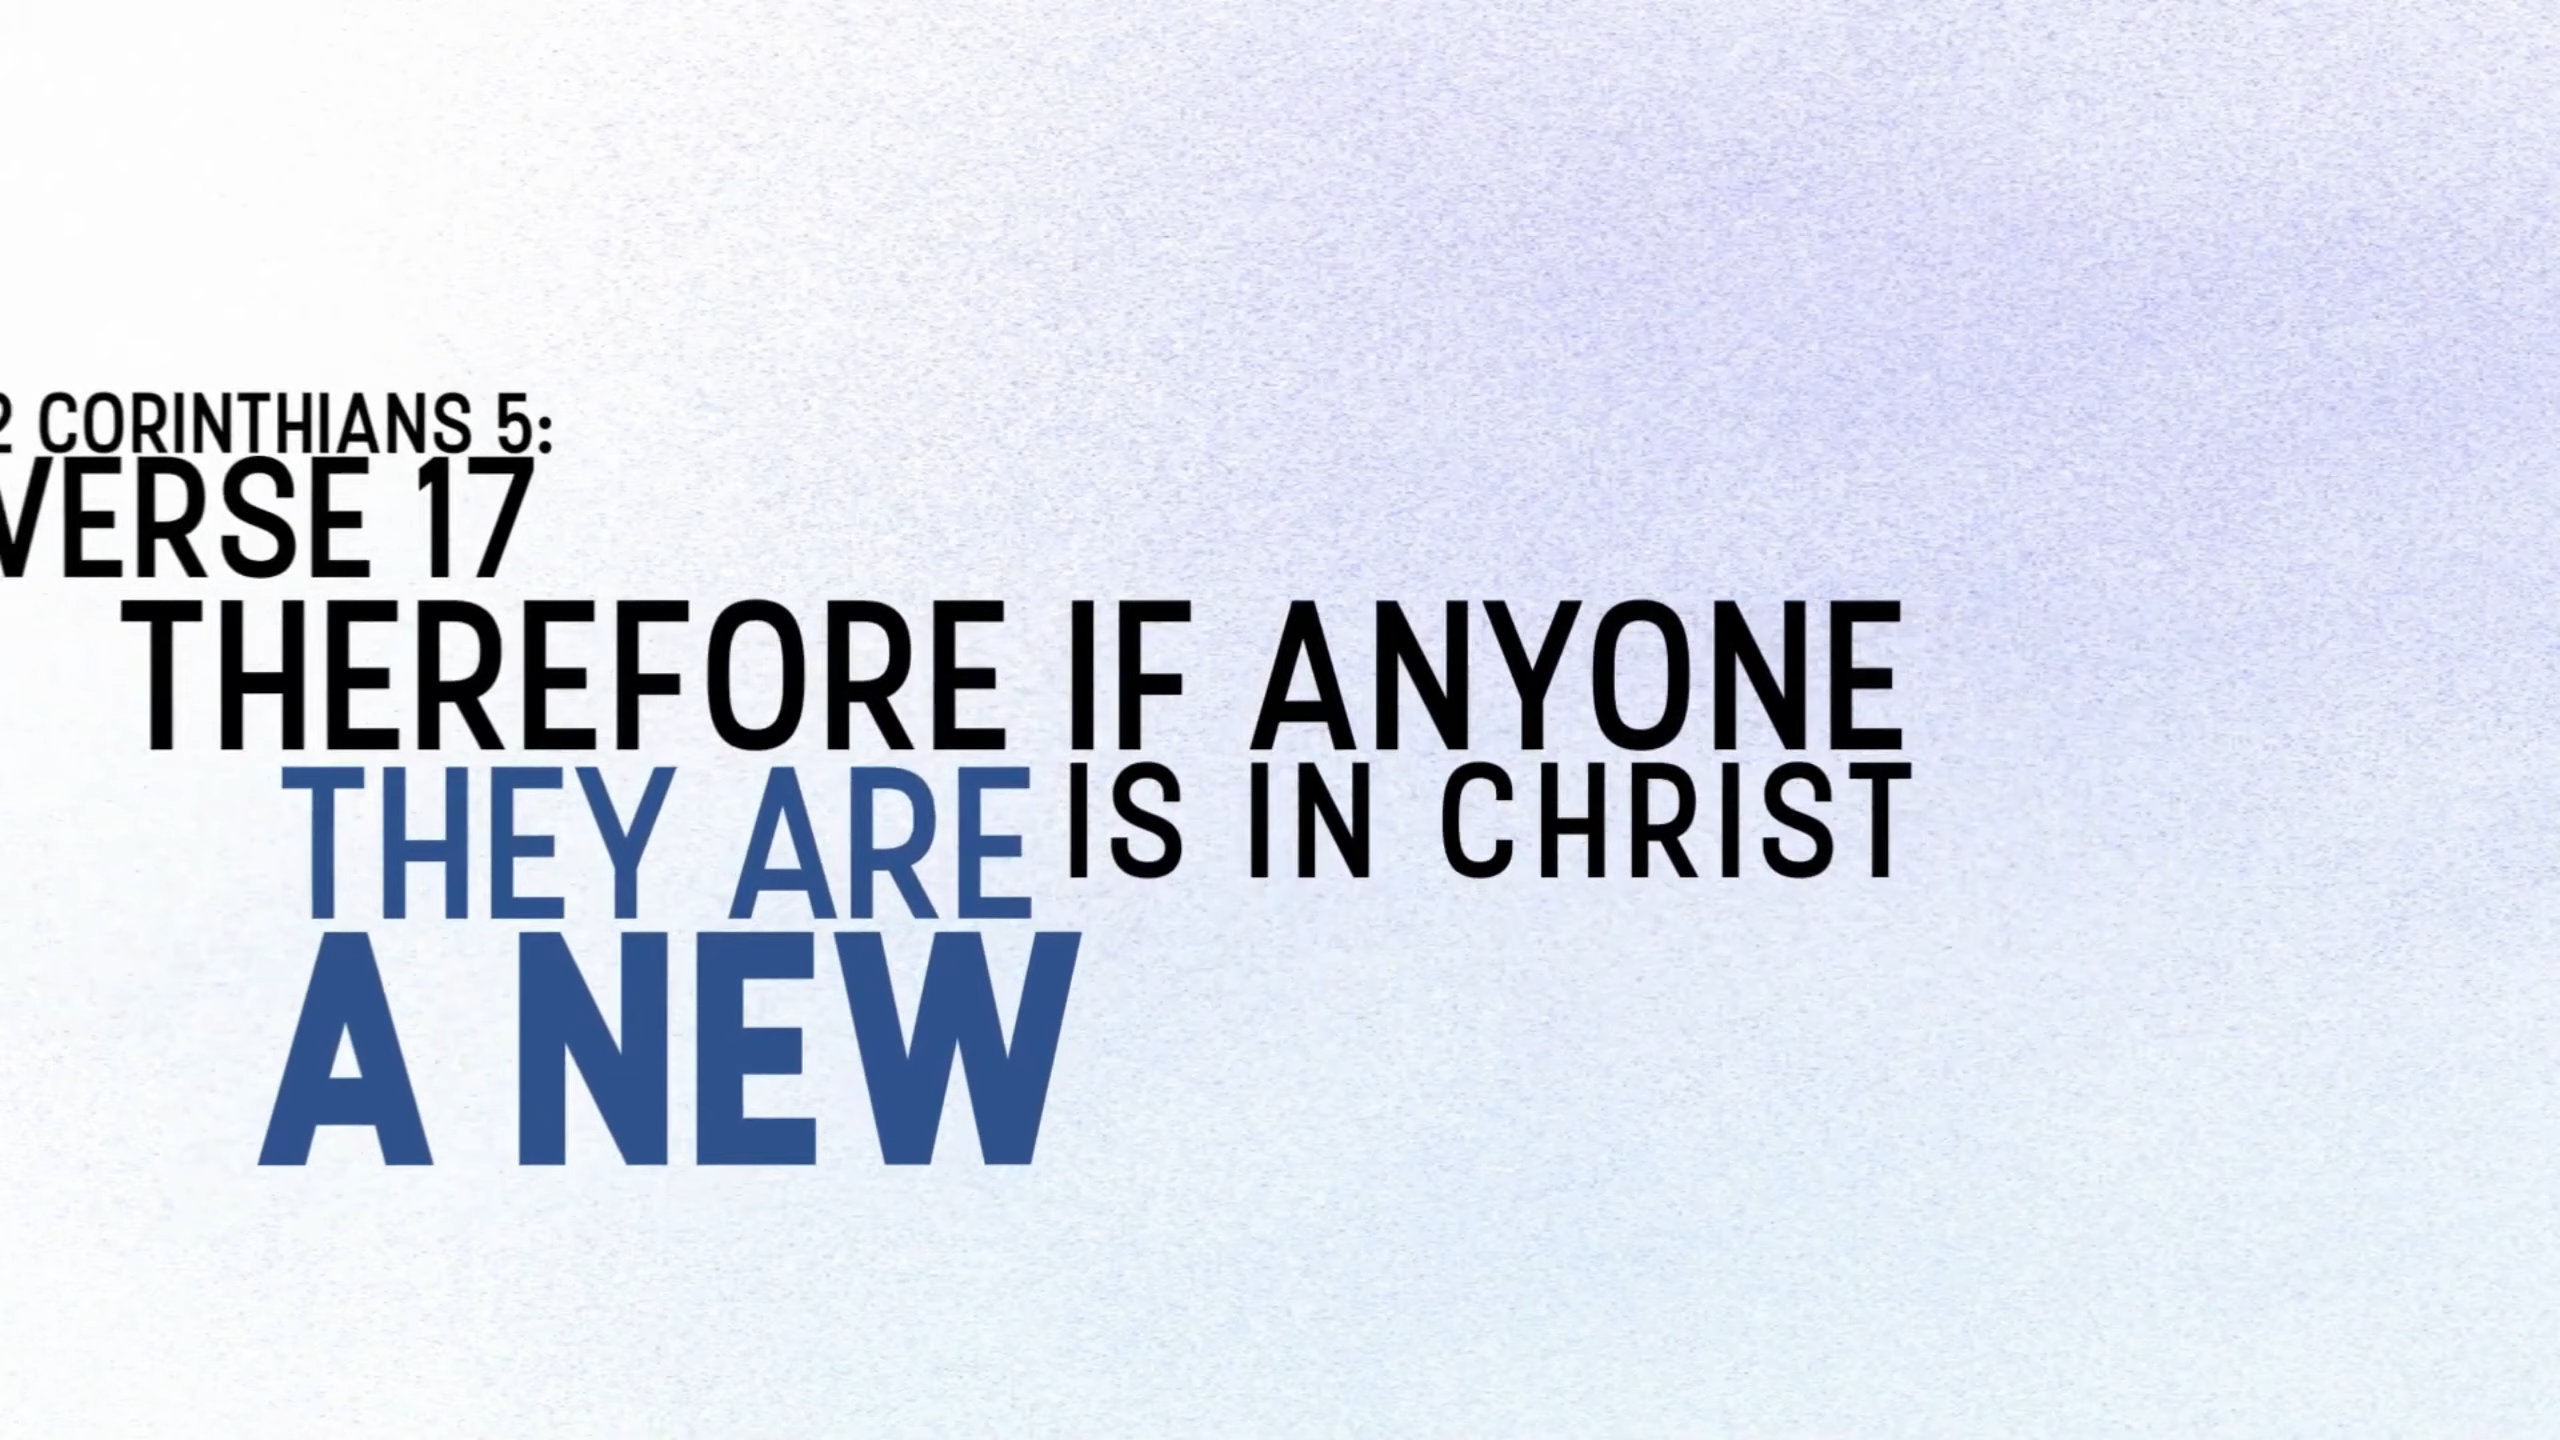 2 CORINTHIANS 5:
VERSE 17
THEREFORE IF ANYONE
IS IN CHRIST
THEY ARE
A NEW